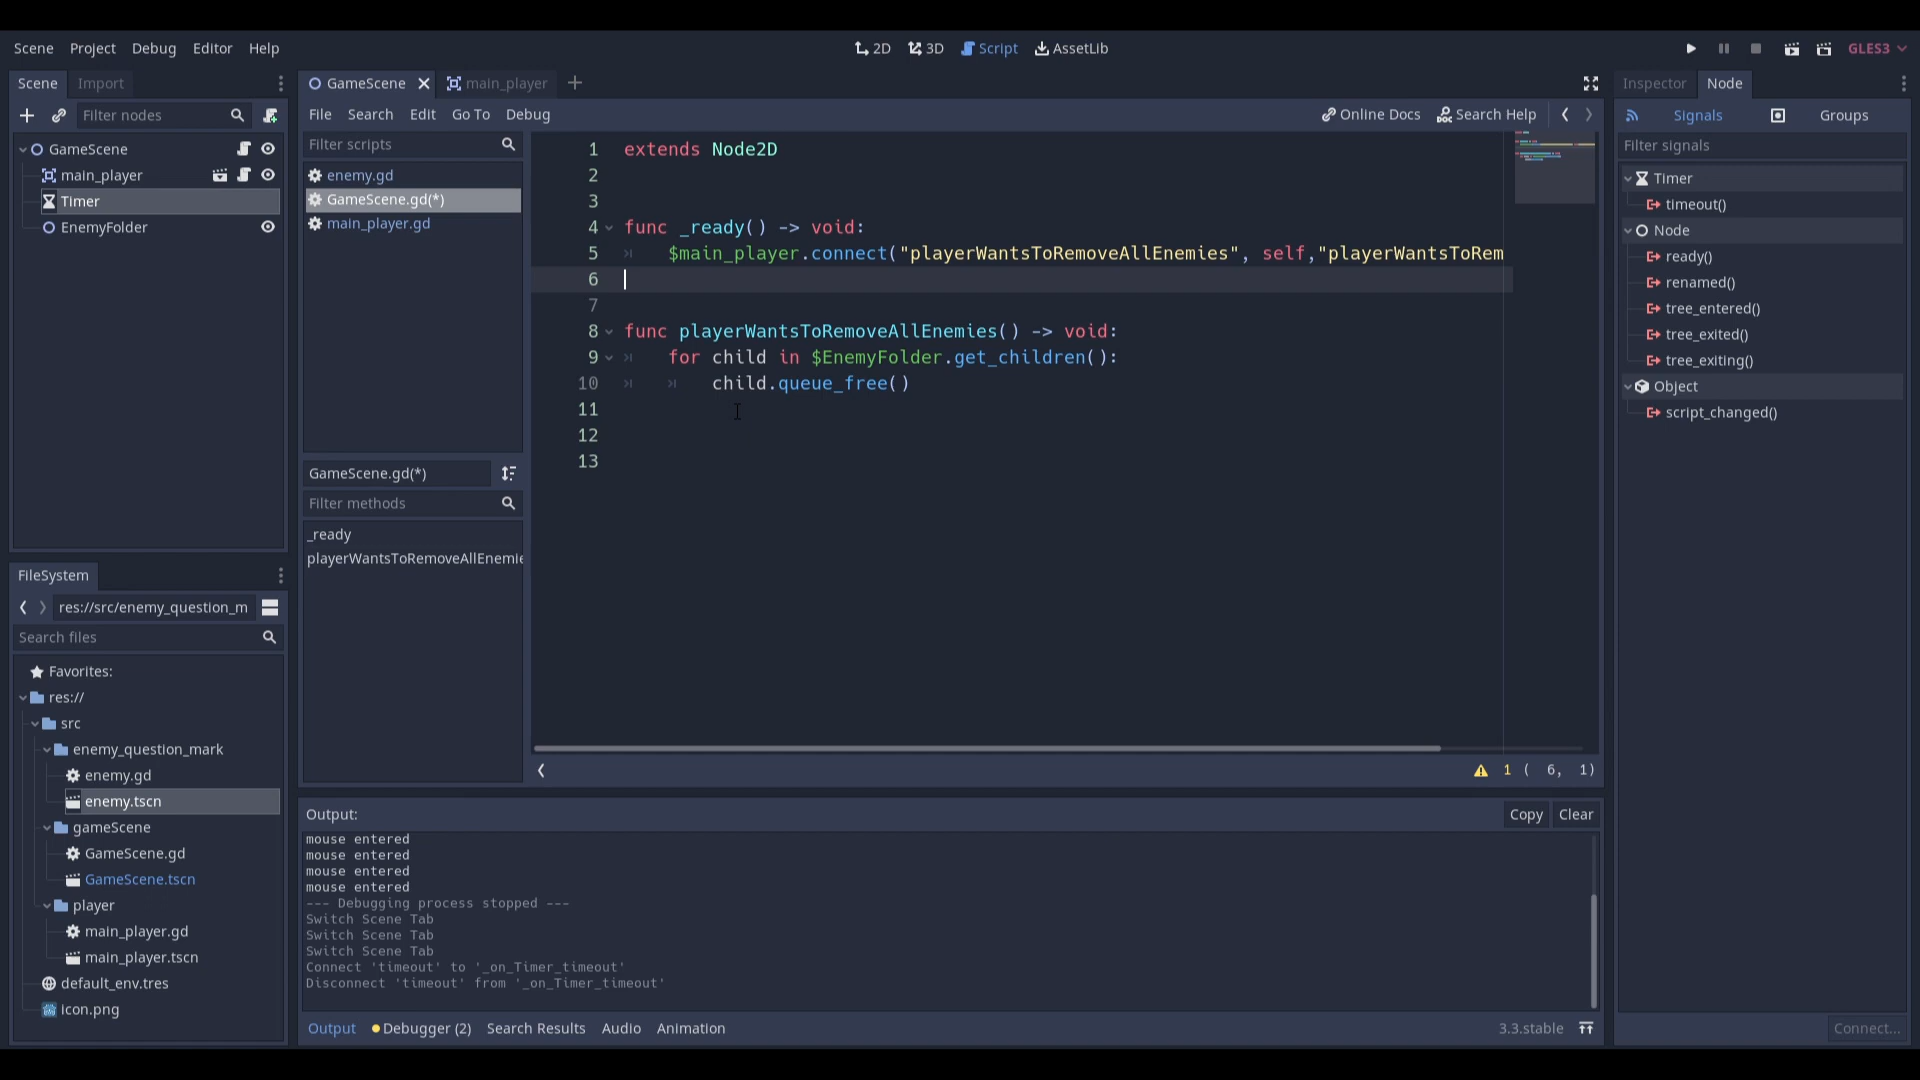 Scene Project Debug Editor Help
2D 3D Script AssetLib
GLES3
Scene Import
Filter nodes
GameScene
main_player
Timer
EnemyFolder
FileSystem
res://src/enemy_question_m
Search files
Favorites:
res://
src
enemy_question_mark
enemy.gd
enemy.tscn
gameScene
GameScene.gd
GameScene.tscn
player
main_player.gd
main_player.tscn
default_env.tres
icon.png
GameScene main_player
File Search Edit Go To Debug
Online Docs Search Help
Filter scripts
enemy.gd
GameScene.gd(*)
main_player.gd
GameScene.gd(*)
Filter methods
_ready
playerWantsToRemoveAllEnemie
1 extends Node2D
2
3
4 func _ready() -> void:
5 $main_player.connect("playerWantsToRemoveAllEnemies", self,"playerWantsToRem
6
7
8 func playerWantsToRemoveAllEnemies() -> void:
9 for child in $EnemyFolder.get_children():
10 child.queue_free()
11
12
13
1 ( 6, 1)
Output:
Copy Clear
mouse entered
mouse entered
mouse entered
mouse entered
--- Debugging process stopped ---
Switch Scene Tab
Switch Scene Tab
Switch Scene Tab
Connect 'timeout' to '_on_Timer_timeout'
Disconnect 'timeout' from '_on_Timer_timeout'
Output Debugger (2) Search Results Audio Animation
3.3.stable
Inspector Node
Signals Groups
Filter signals
Timer
timeout()
Node
ready()
renamed()
tree_entered()
tree_exited()
tree_exiting()
Object
script_changed()
Connect...